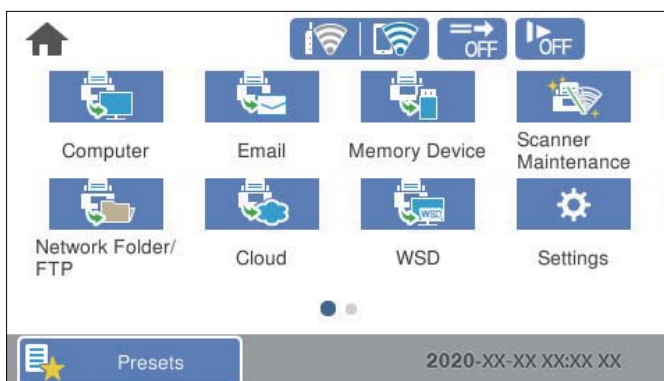 OFF
OFF
Computer
Email
Memory Device
Scanner
Maintenance
Network Folder/
FTP
Cloud
WSD
WSD
Settings
Presets
2020-XX-XX XX:XX XX